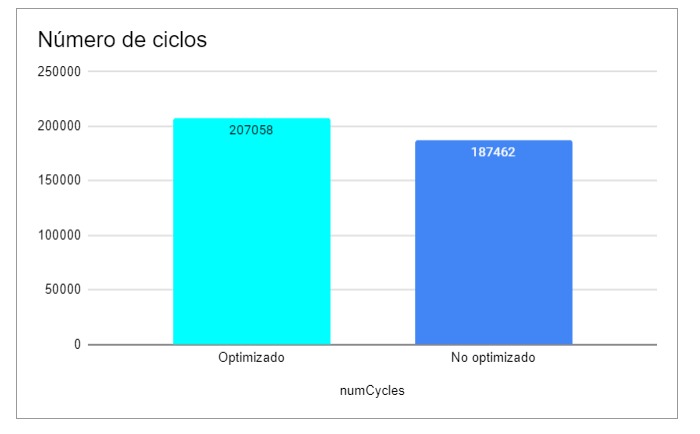 Número de ciclos
250000
200000
150000
100000
50000
0
207058
187462
Optimizado
No optimizado
numCycles